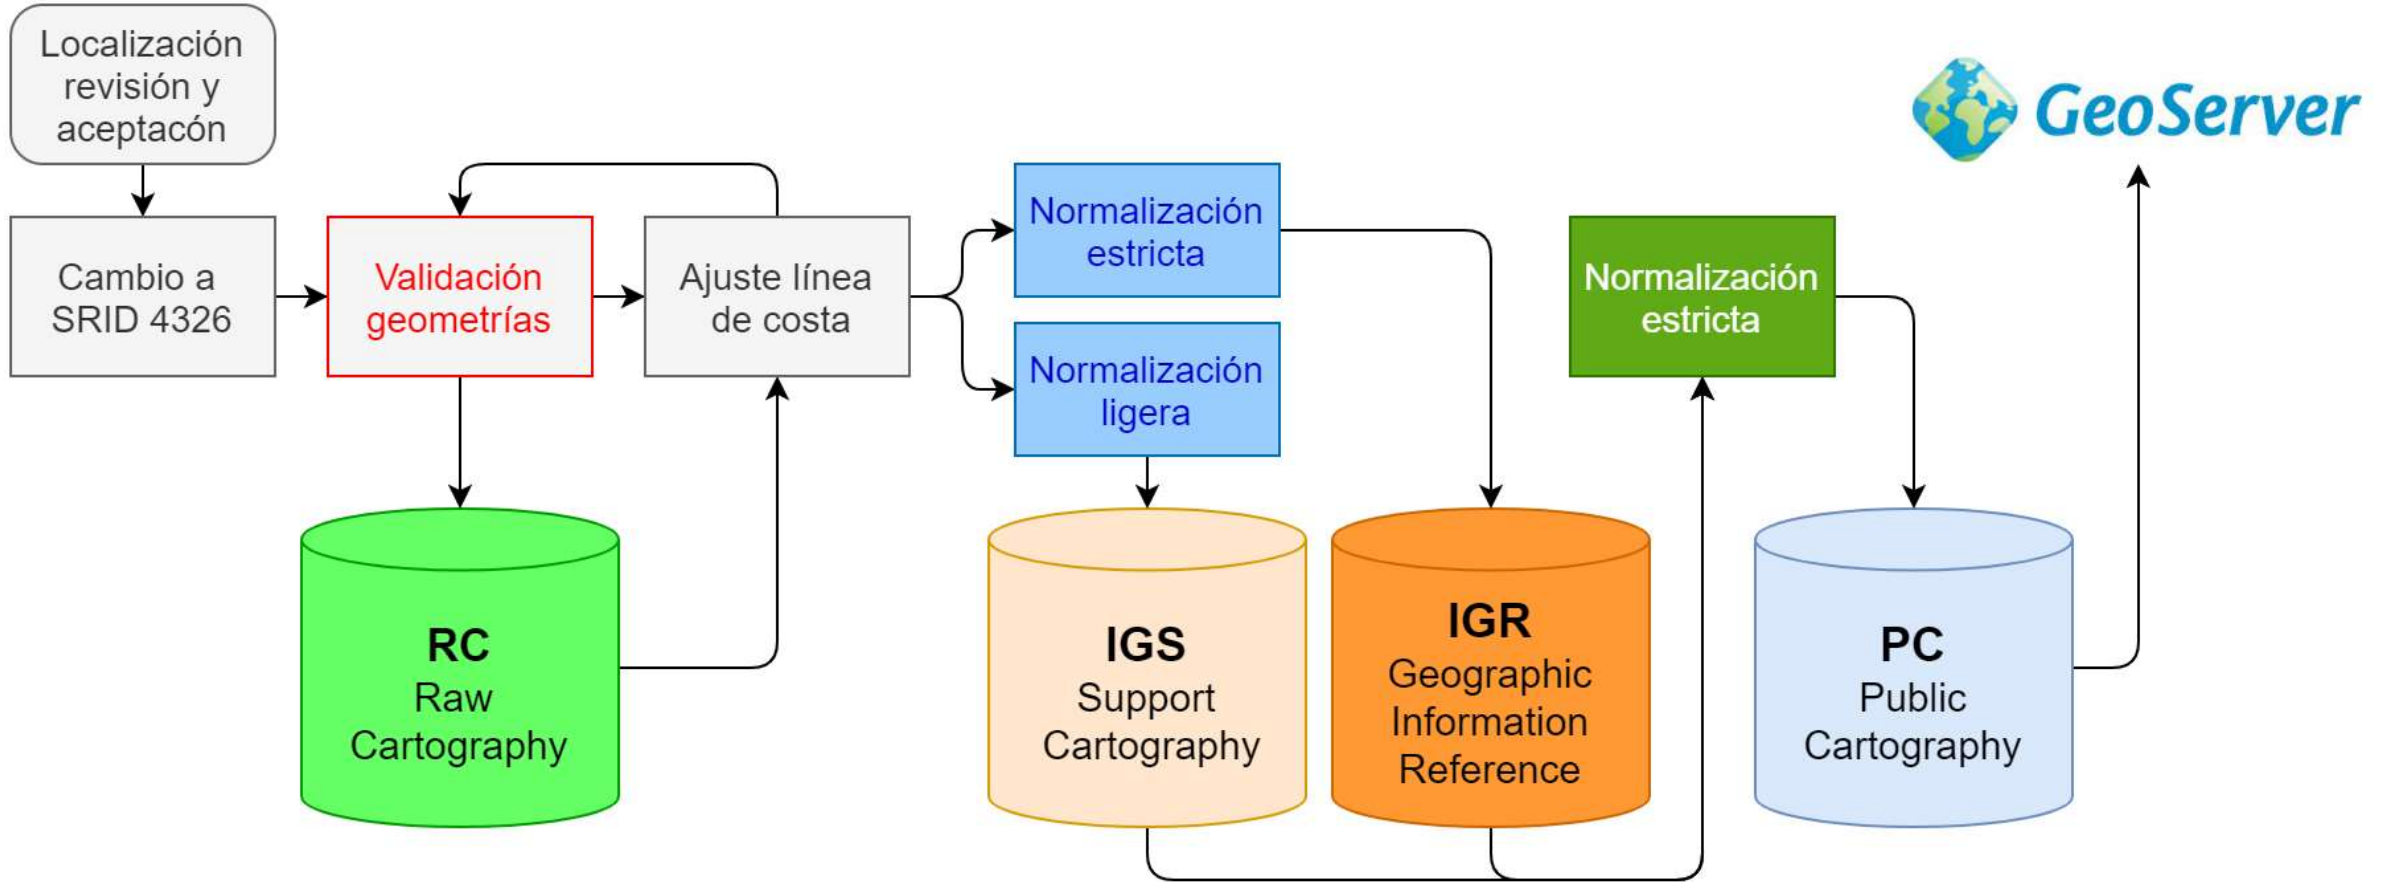 Localización
revisión y
aceptacón
Cambio a
SRID 4326
Validación
geometrías
Ajuste línea
de costa
Normalización
estricta
Normalización
ligera
Normalización
estricta
GeoServer
RC
Raw
Cartography
IGS
Support
Cartography
IGR
Geographic
Information
Reference
PC
Public
Cartography